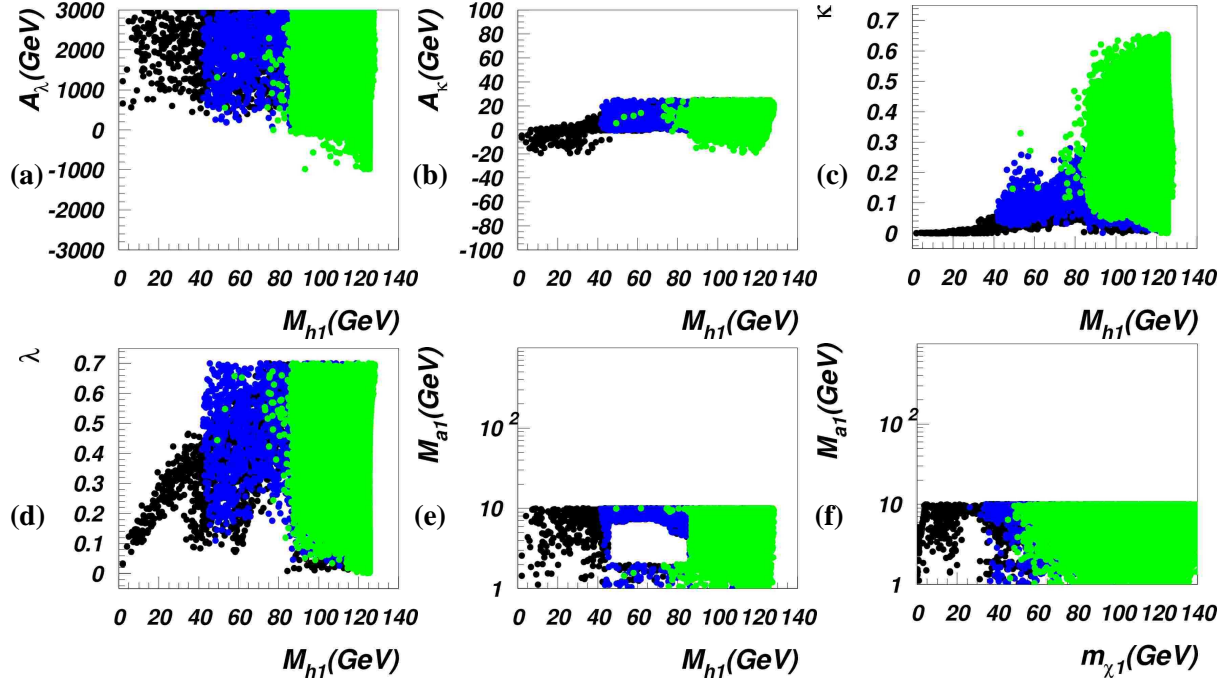 A_λ(GeV)
3000
2000
1000
0
-1000
-2000
-3000
(a)
0 20 40 60 80 100 120 140
M_h1(GeV)
A_κ(GeV)
100
80
60
40
20
0
-20
-40
-60
-80
-100
(b)
0 20 40 60 80 100 120 140
M_h1(GeV)
κ
0.7
0.6
0.5
0.4
0.3
0.2
0.1
0
(c)
0 20 40 60 80 100 120 140
M_h1(GeV)
λ
0.7
0.6
0.5
0.4
0.3
0.2
0.1
0
(d)
0 20 40 60 80 100 120 140
M_h1(GeV)
M_a1(GeV)
10^2
10
1
(e)
0 20 40 60 80 100 120 140
M_h1(GeV)
M_a1(GeV)
10^2
10
1
(f)
0 20 40 60 80 100 120 140
m_χ1(GeV)